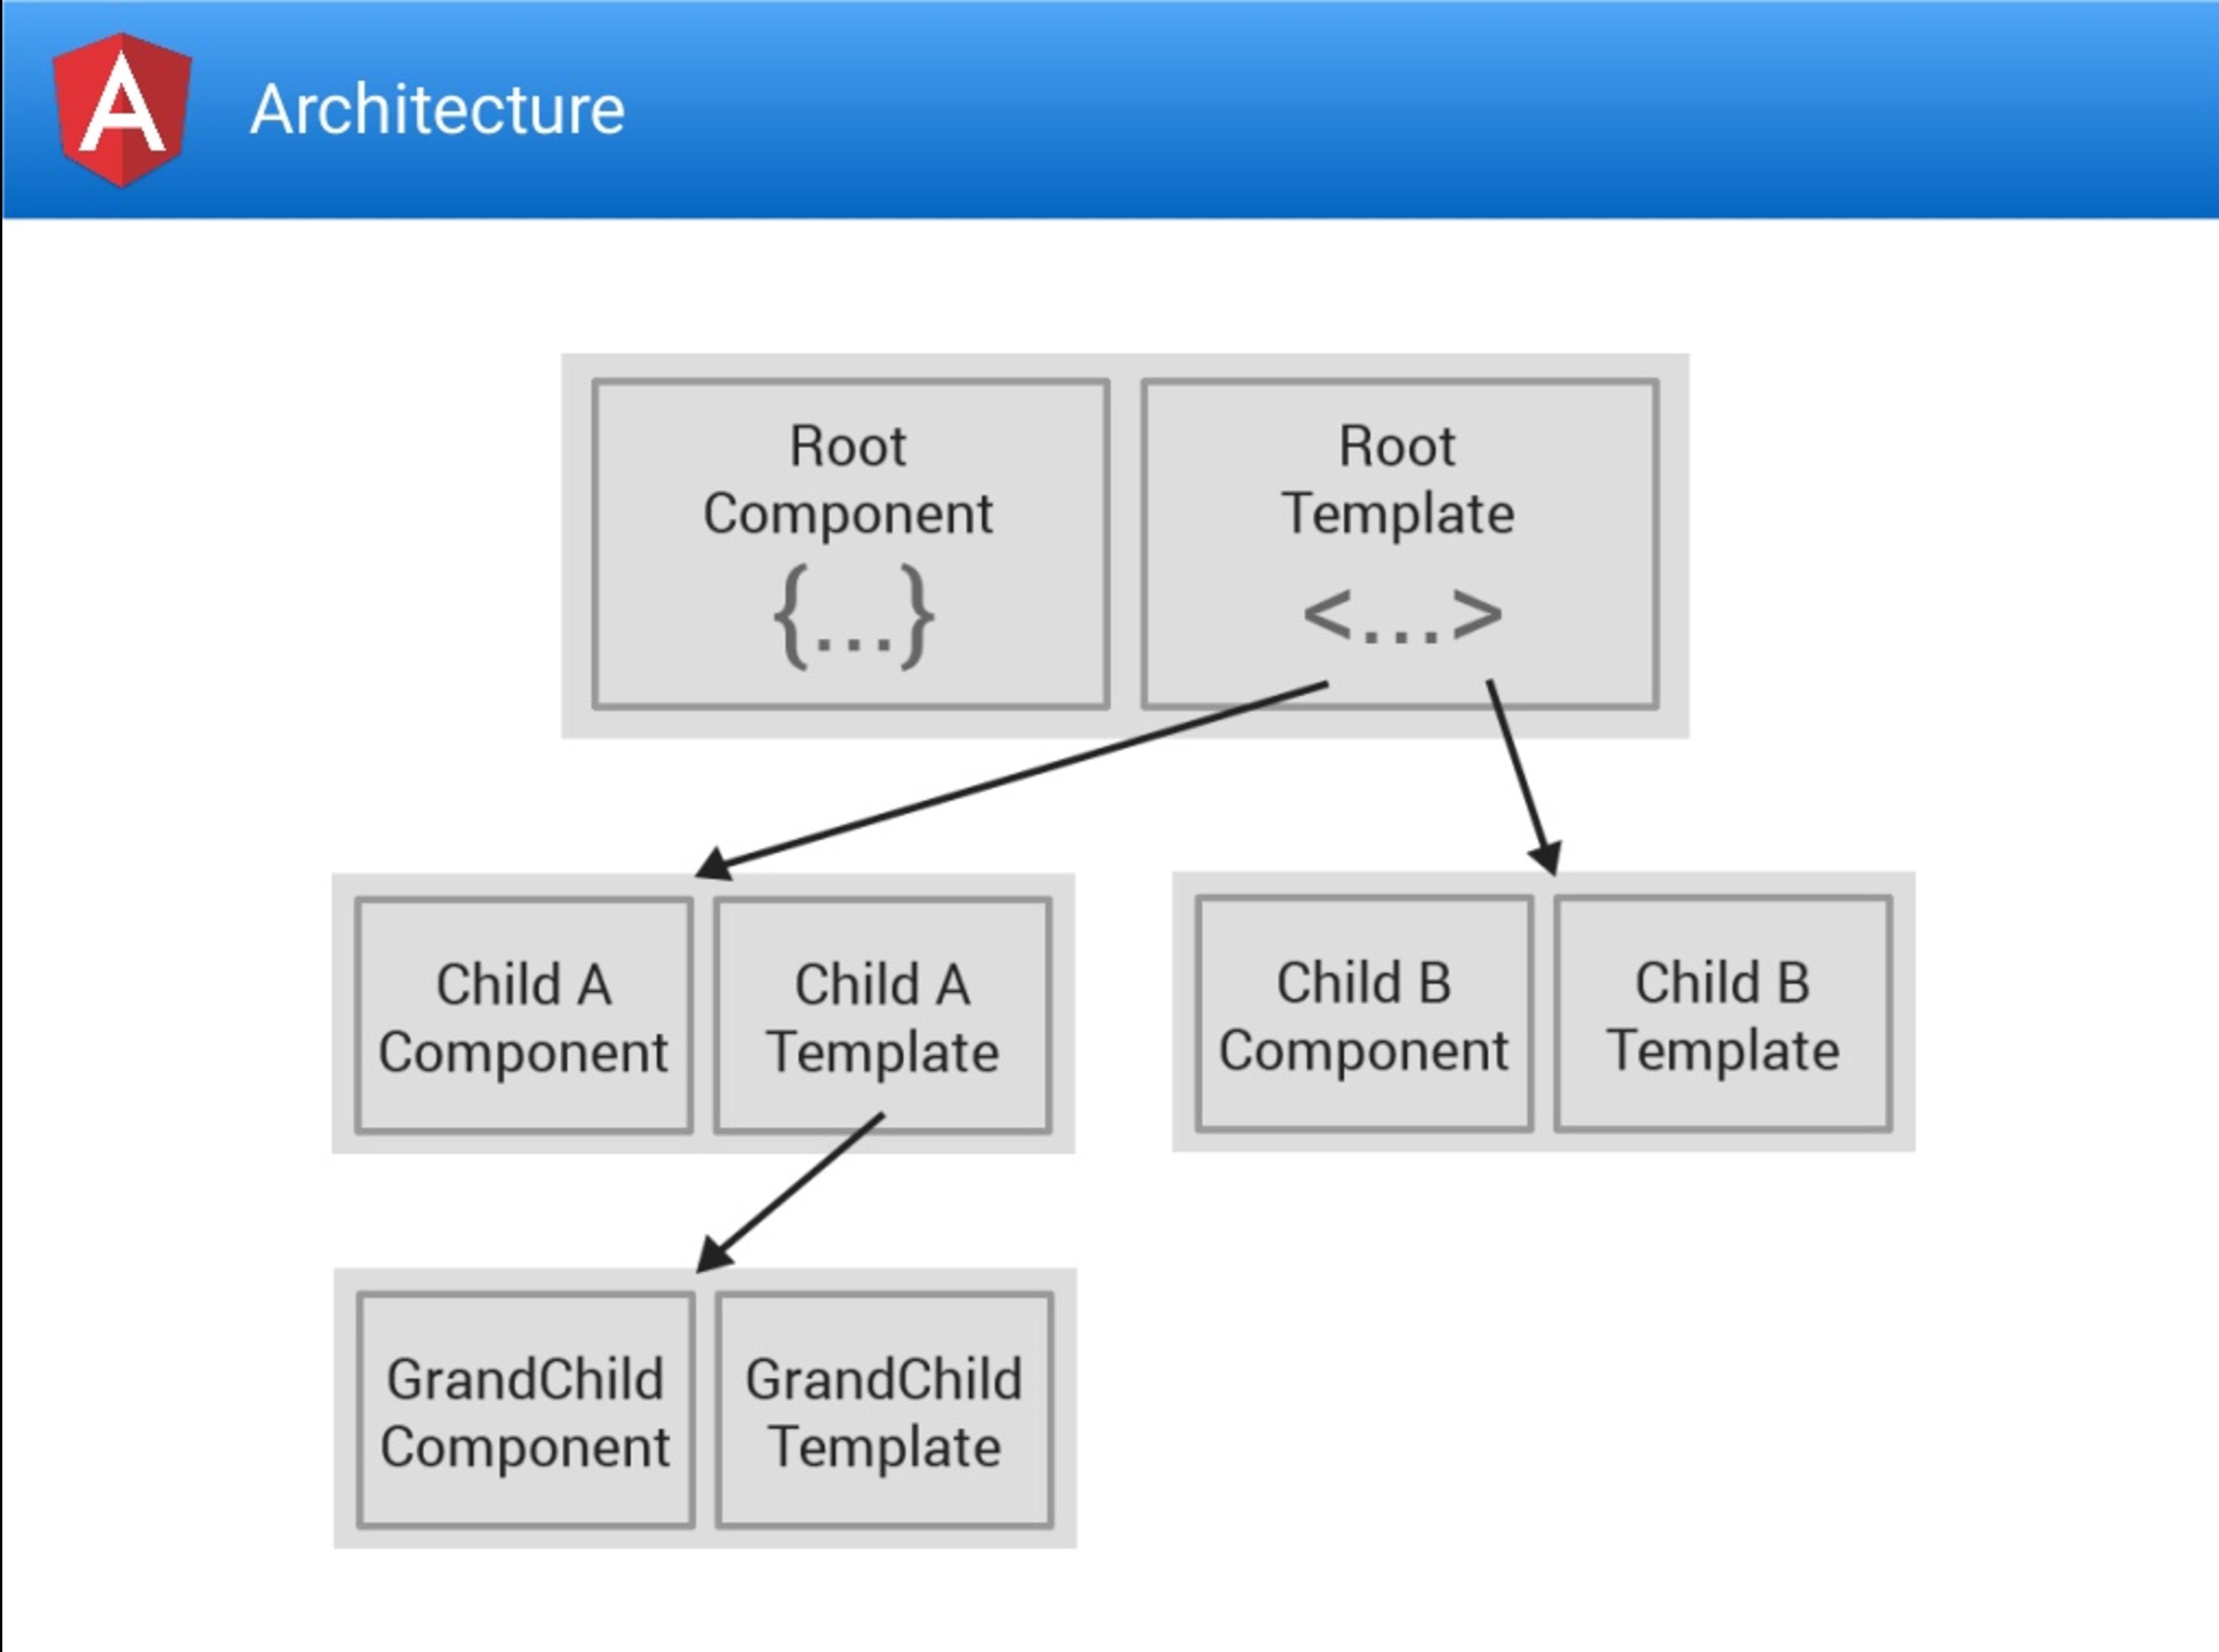 A
Architecture
Root
Component
{...}
Root
Template
<...>
Child A
Component
Child A
Template
Child B
Component
Child B
Template
GrandChild
Component
GrandChild
Template